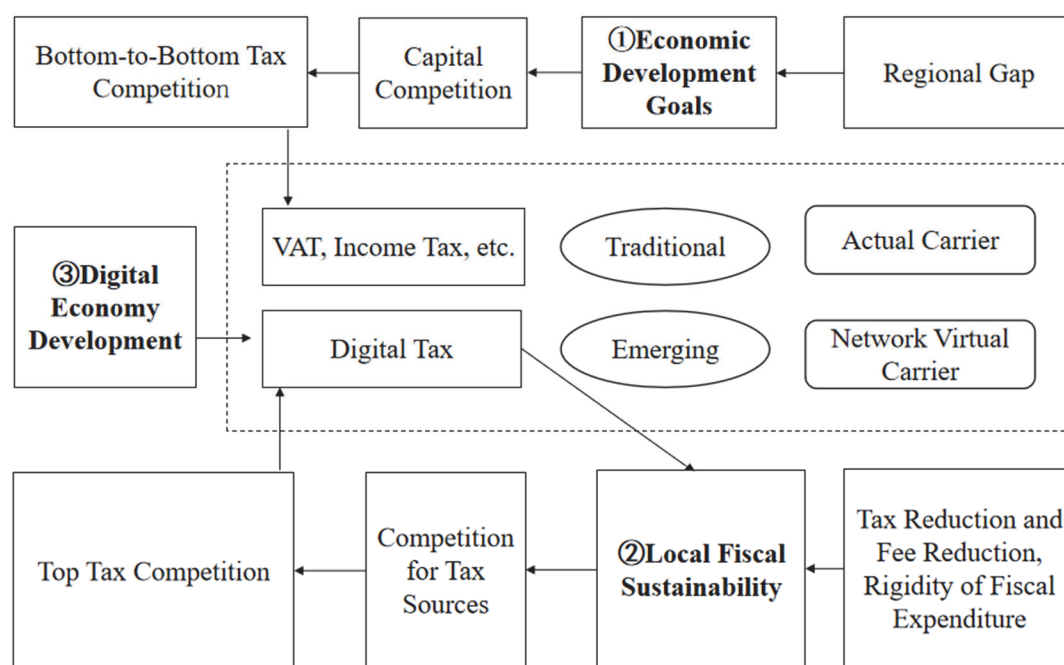 Bottom-to-Bottom Tax
Competition
Capital
Competition
①Economic
Development
Goals
Regional Gap
VAT, Income Tax, etc.
Traditional
Actual Carrier
③Digital
Economy
Development
Digital Tax
Emerging
Network Virtual
Carrier
Top Tax Competition
Competition
for Tax
Sources
②Local Fiscal
Sustainability
Tax Reduction and
Fee Reduction,
Rigidity of Fiscal
Expenditure